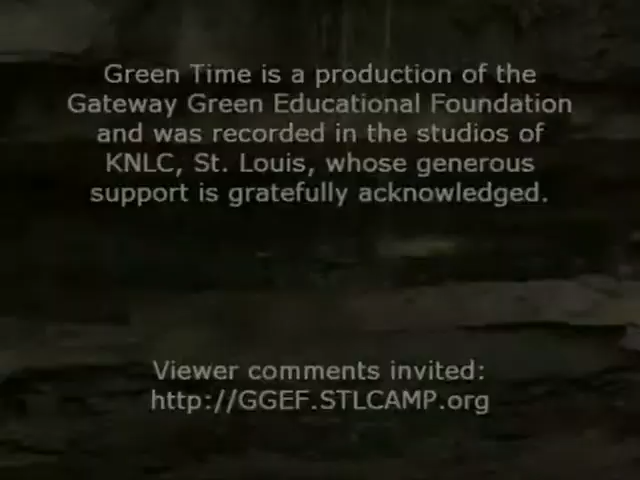 Green Time is a production of the
Gateway Green Educational Foundation
and was recorded in the studios of
KNLC, St. Louis, whose generous
support is gratefully acknowledged.
Viewer comments invited:
http://GGEF.STLCAMP.org